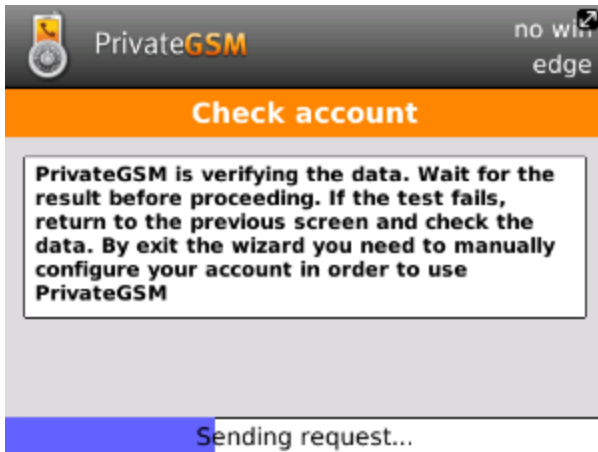 PrivateGSM
no
edge
Check account
PrivateGSM is verifying the data. Wait for the
result before proceeding. If the test fails,
return to the previous screen and check the
data. By exit the wizard you need to manually
configure your account in order to use
PrivateGSM
Sending request...